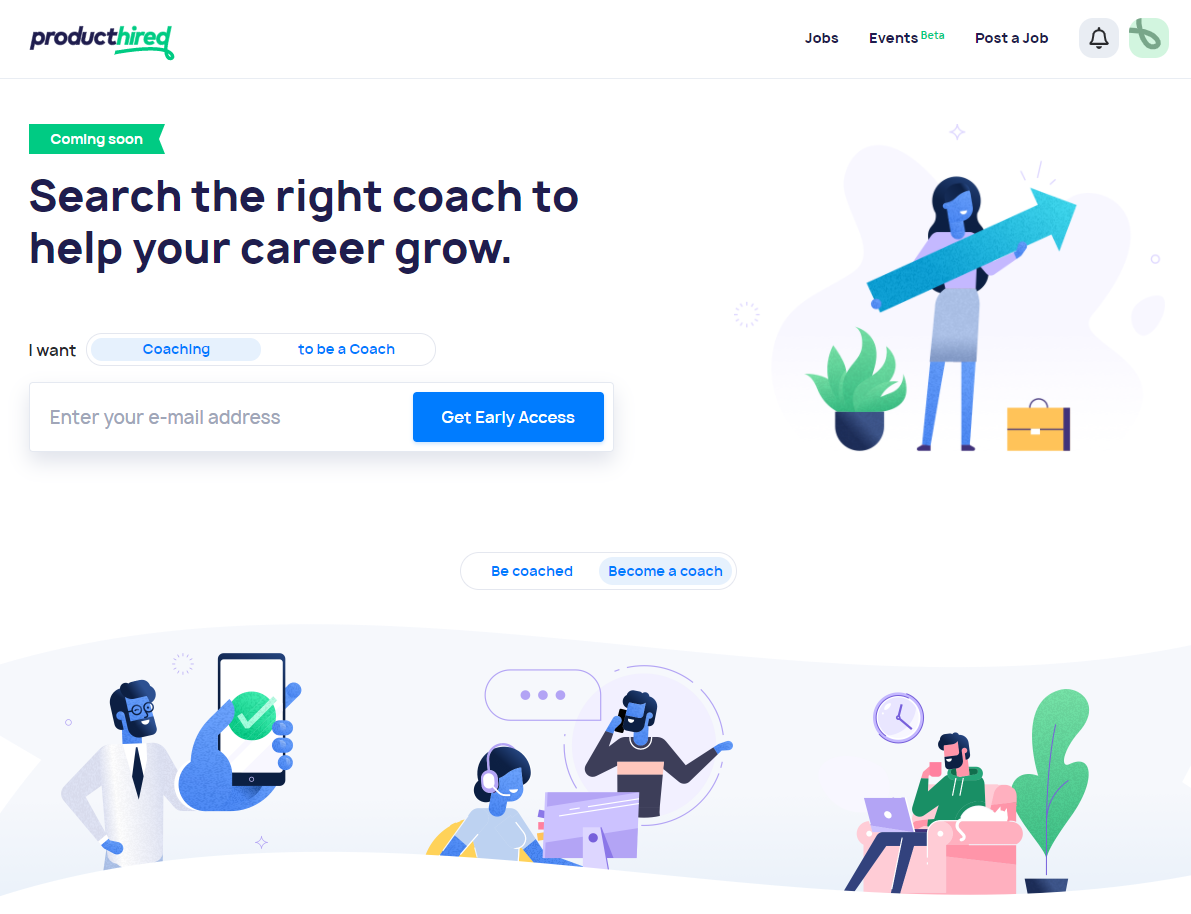 producthired
Jobs
Events Beta
Post a Job
Coming soon
Search the right coach to
help your career grow.
I want
Coaching
to be a Coach
Enter your e-mail address
Get Early Access
Be coached
Become a coach